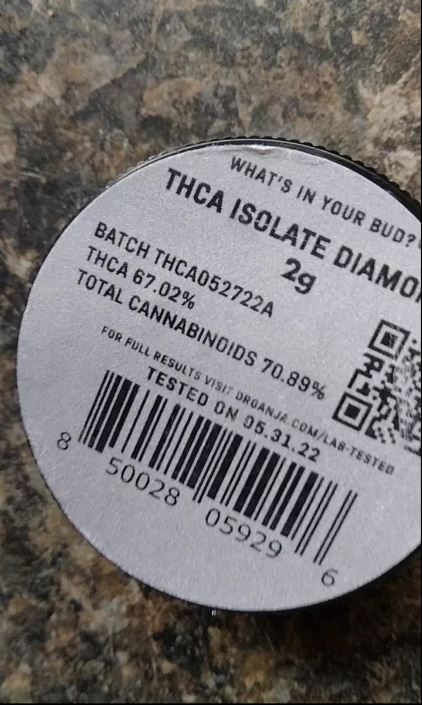 WHAT'S IN YOUR BUD?
THCA ISOLATE
2g
BATCH THCA052722A
THCA 67.02%
TOTAL CANNABINOIDS 70.89%
FOR FULL RESULTS VISIT ORGANJA.COM/LAB-TESTED
TESTED ON 05.31.22
8 50028 05929 6